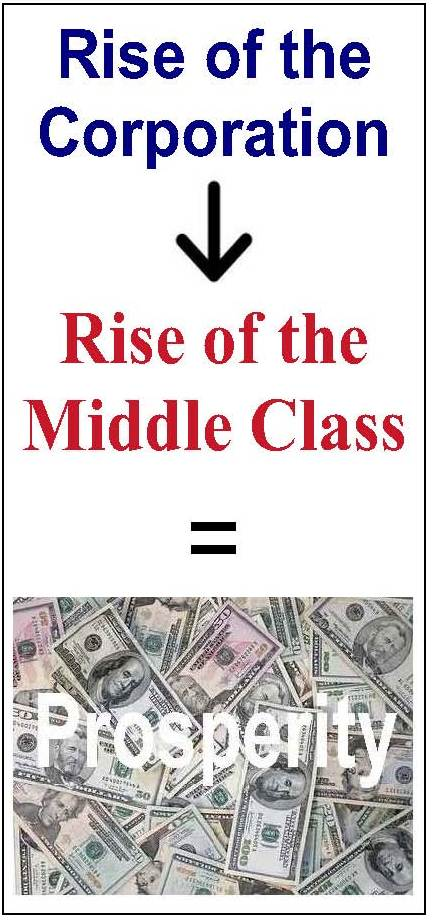 Rise of the
Corporation
Rise of the
Middle Class
=
Prosperity